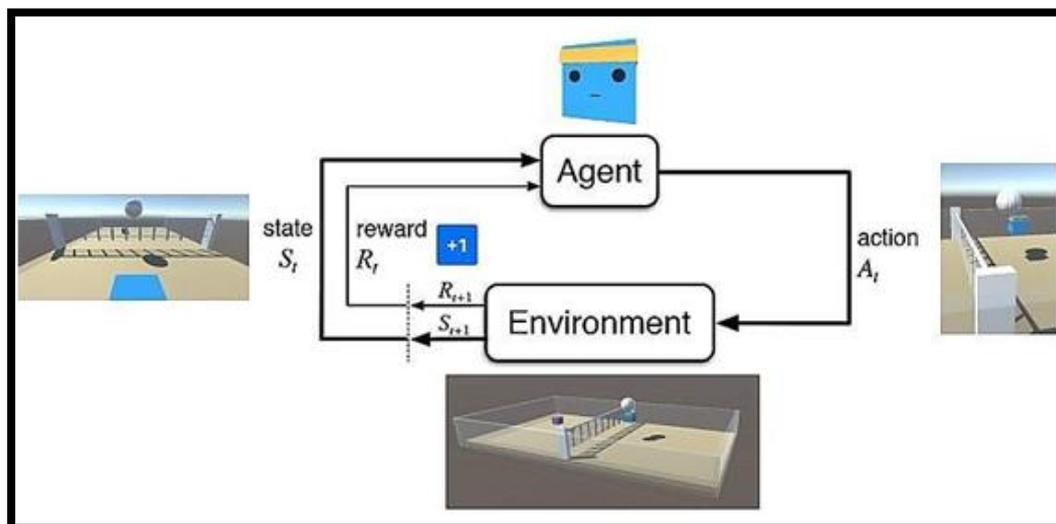 Agent
state
S_t
reward
R_t
+1
action
A_t
R_{t+1}
S_{t+1}
Environment